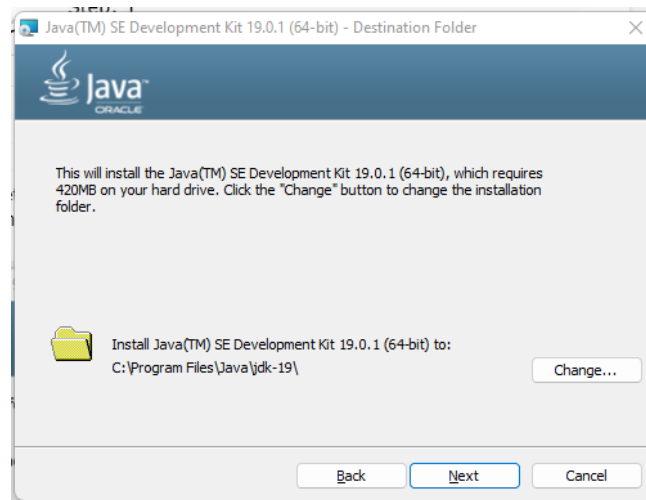 Java(TM) SE Development Kit 19.0.1 (64-bit) - Destination Folder
Java™
ORACLE
This will install the Java(TM) SE Development Kit 19.0.1 (64-bit), which requires
420MB on your hard drive. Click the "Change" button to change the installation
folder.
Install Java(TM) SE Development Kit 19.0.1 (64-bit) to:
C:\Program Files\Java\jdk-19\
Change...
Back
Next
Cancel